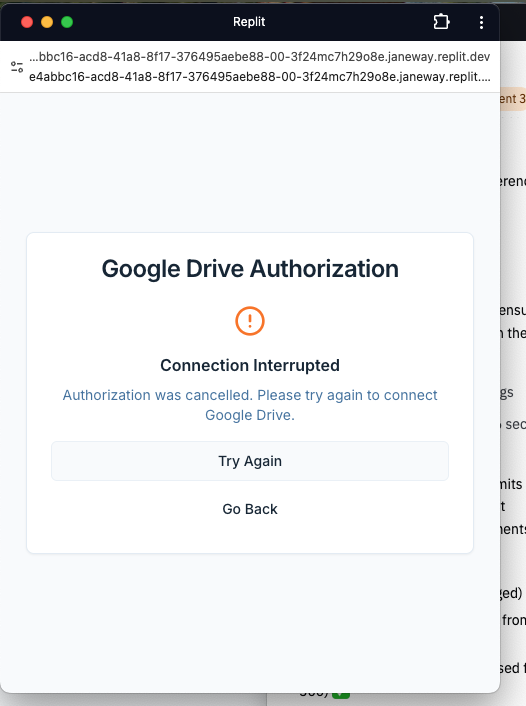 Replit
...bbc16-acd8-41a8-8f17-376495aebe88-00-3f24mc7h29o8e.janeway.replit.dev
e4abbc16-acd8-41a8-8f17-376495aebe88-00-3f24mc7h29o8e.janeway.replit....
ent 3
erenc
Google Drive Authorization
ensu
Connection Interrupted
n the
Authorization was cancelled. Please try again to connect
Google Drive.
gs
sec
Try Again
mits
Go Back
t
ments
ged)
from
sed f